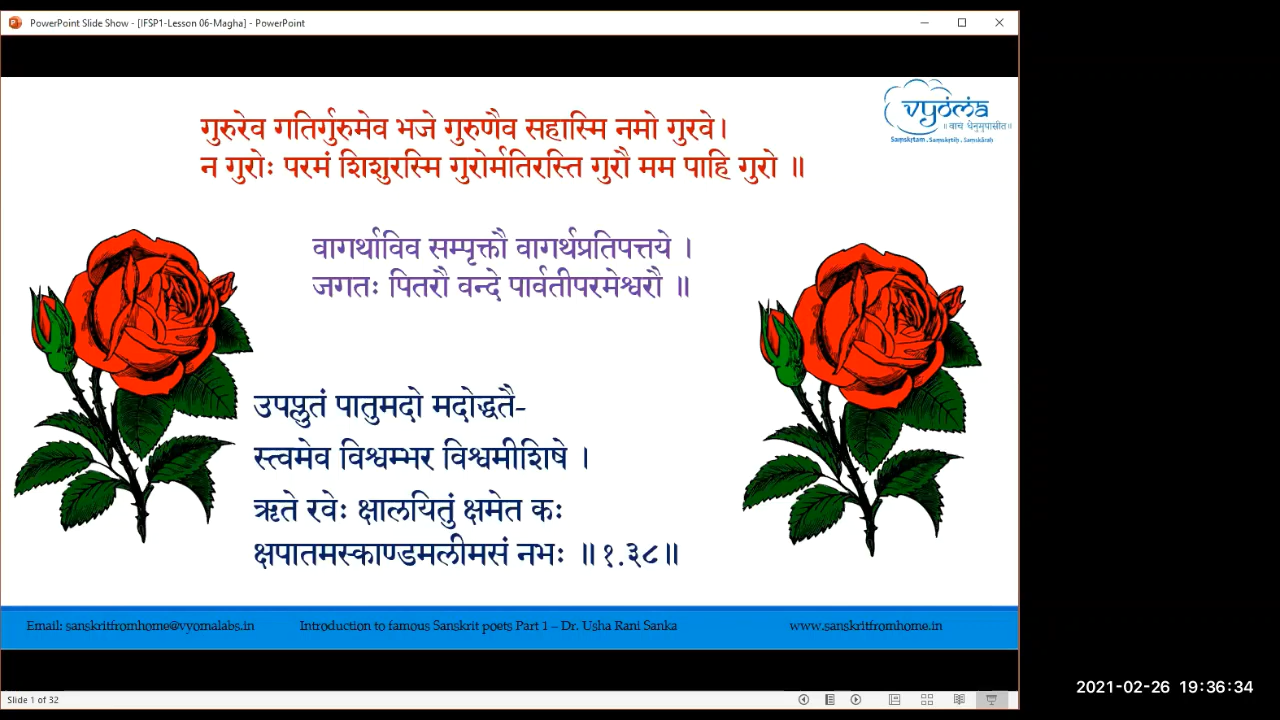 PowerPoint Slide Show - [IFSP1-Lesson 06-Magha] - PowerPoint
vyoma
॥ वाचं धेनुमुपासीत॥
Saṃskṛtam, Saṃskṛtiḥ, Saṃskāraḥ
गुरुरेव गतिर्गुरुमेव भजे गुरुणैव सहास्मि नमो गुरवे।
न गुरोः परमं शिशुरस्मि गुरोर्मतिरस्ति गुरौ मम पाहि गुरो ॥
वागर्थाविव सम्पृक्तौ वागर्थप्रतिपत्तये ।
जगतः पितरौ वन्दे पार्वतीपरमेश्वरौ ॥
उपप्लुतं पातुमदो मदोद्धतै-
स्त्वमेव विश्वम्भर विश्वमीशिषे ।
ऋते रवेः क्षालयितुं क्षमेत कः
क्षपातमस्काण्डमलीमसं नभः ॥१.३८॥
Email: sanskritfromhome@vyomalabs.in Introduction to famous Sanskrit poets Part 1 – Dr. Usha Rani Sanka www.sanskritfromhome.in
Slide 1 of 32
2021-02-26 19:36:34